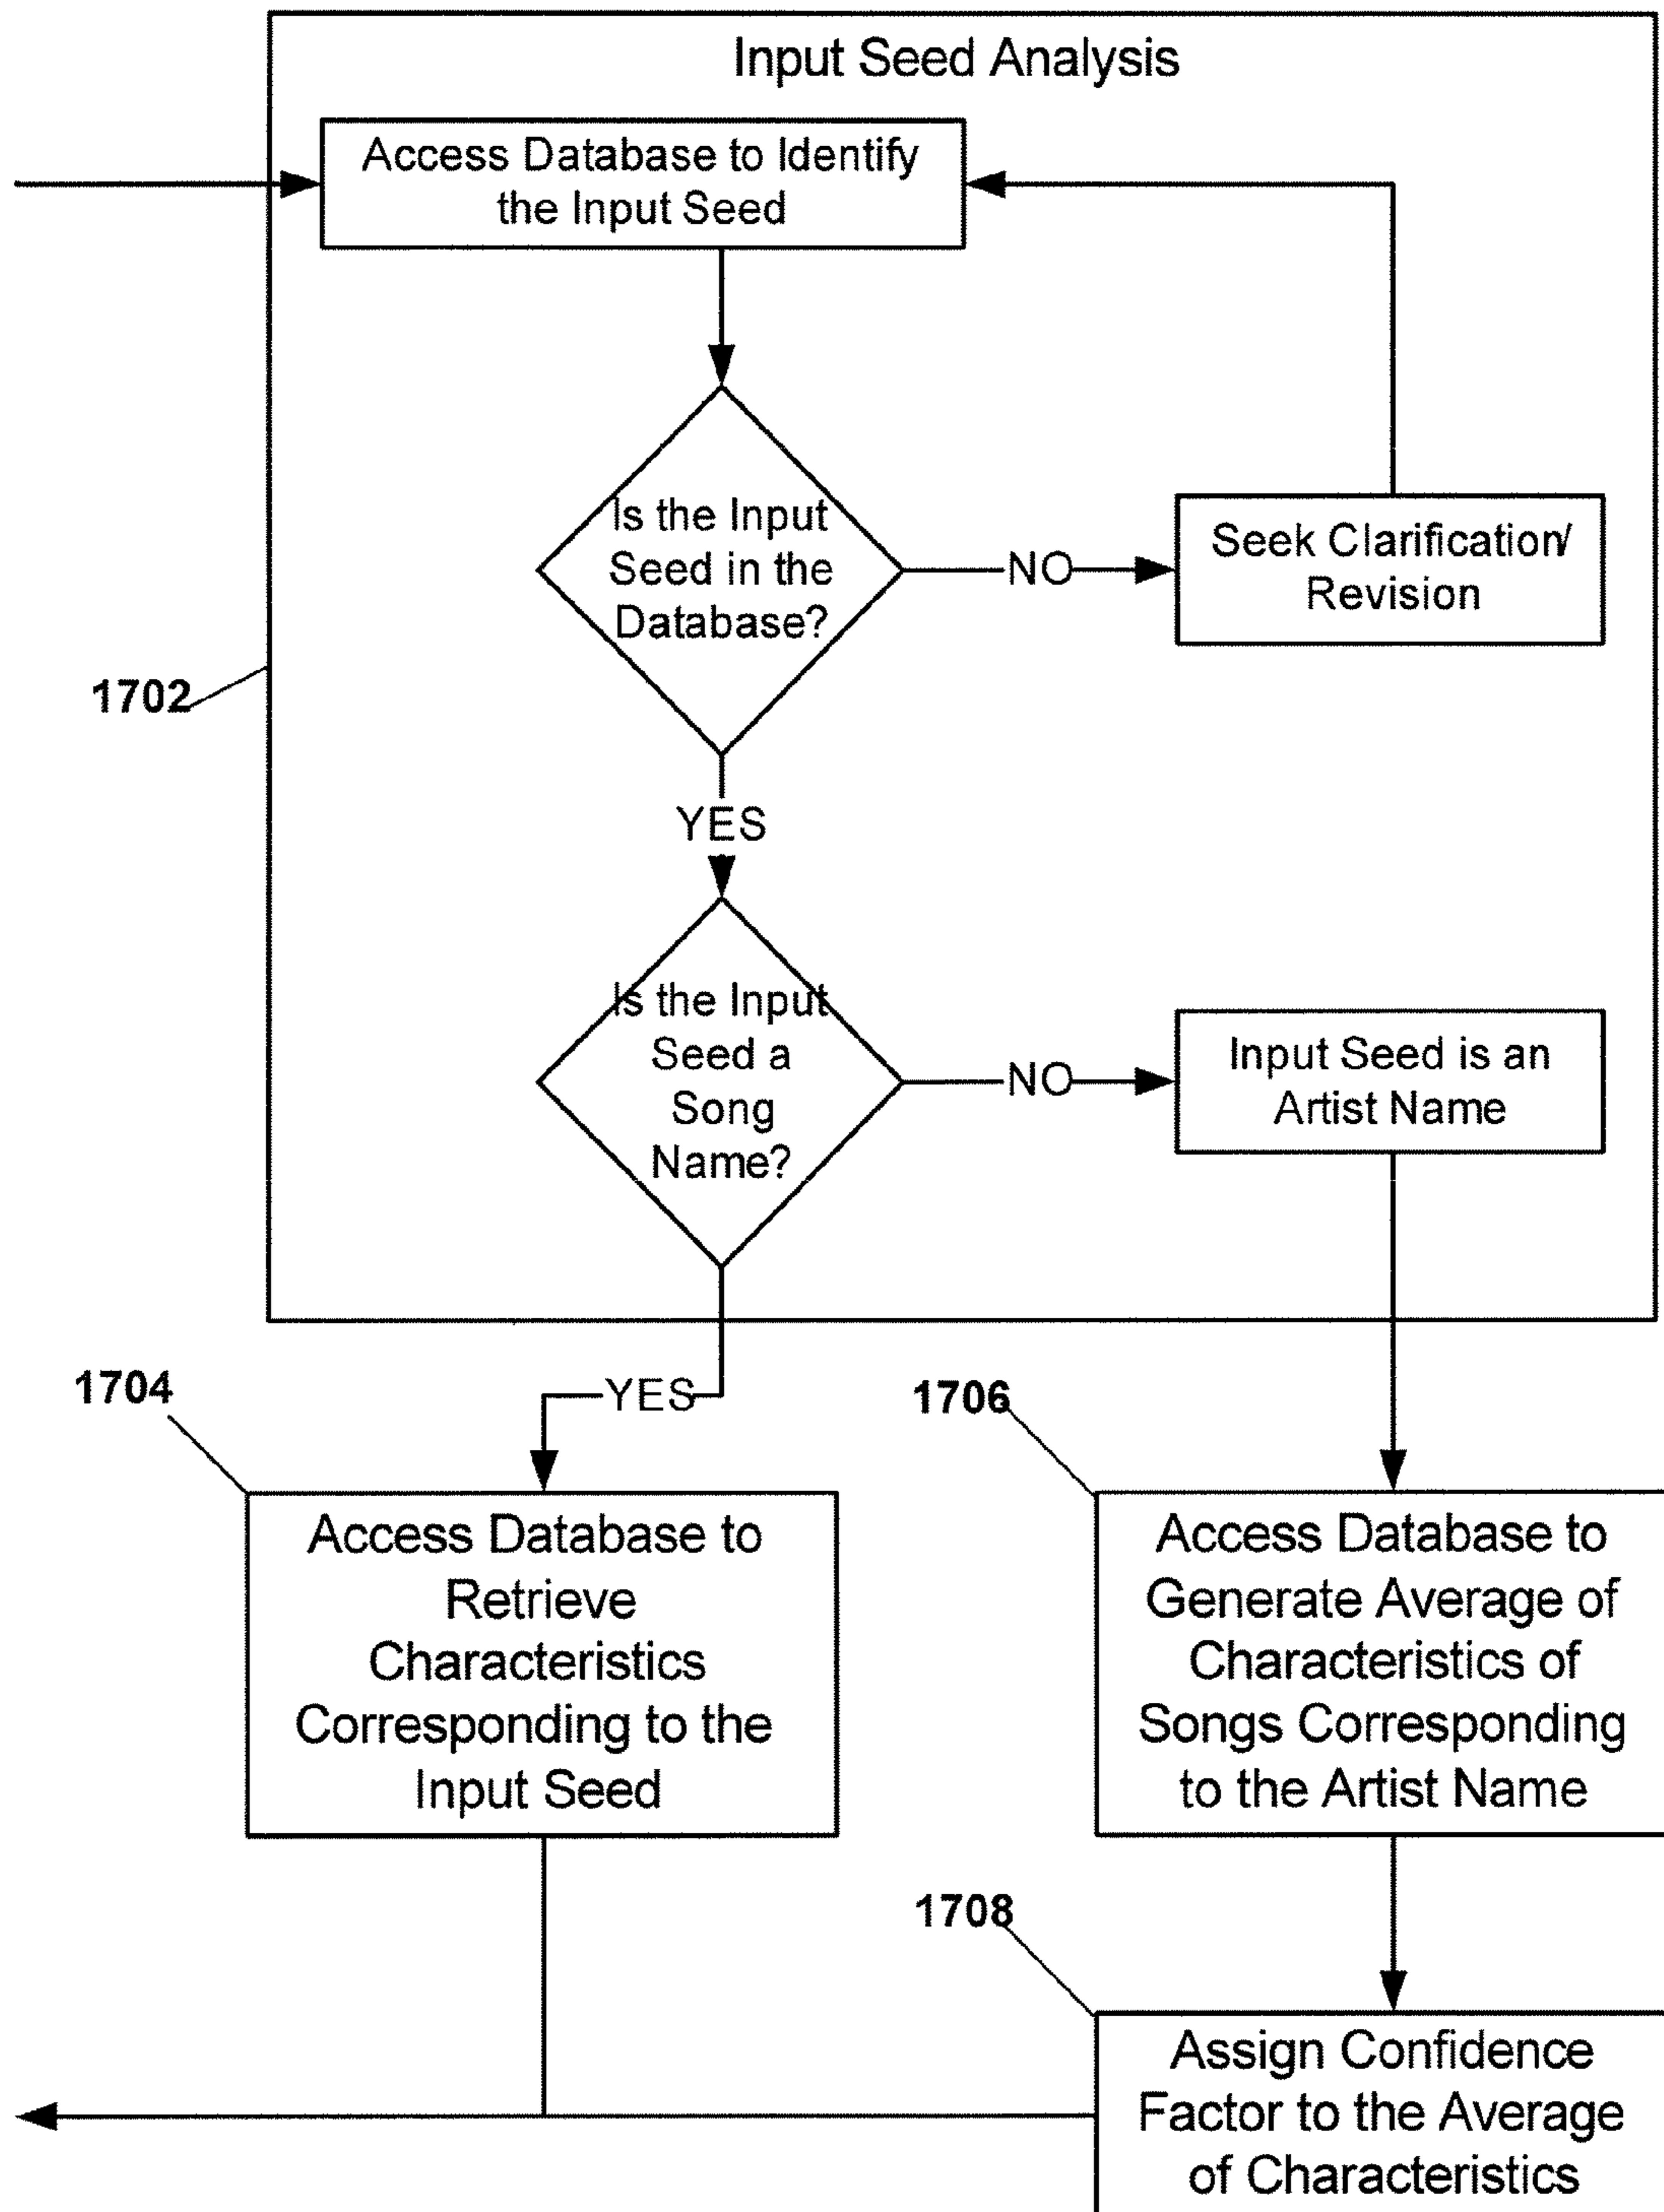 Input Seed Analysis
Access Database to Identify
the Input Seed
Is the Input
Seed in the
Database?
NO
Seek Clarification/
Revision
1702
YES
Is the Input
Seed a
Song
Name?
NO
Input Seed is an
Artist Name
YES
1704
Access Database to
Retrieve
Characteristics
Corresponding to the
Input Seed
1706
Access Database to
Generate Average of
Characteristics of
Songs Corresponding
to the Artist Name
1708
Assign Confidence
Factor to the Average
of Characteristics